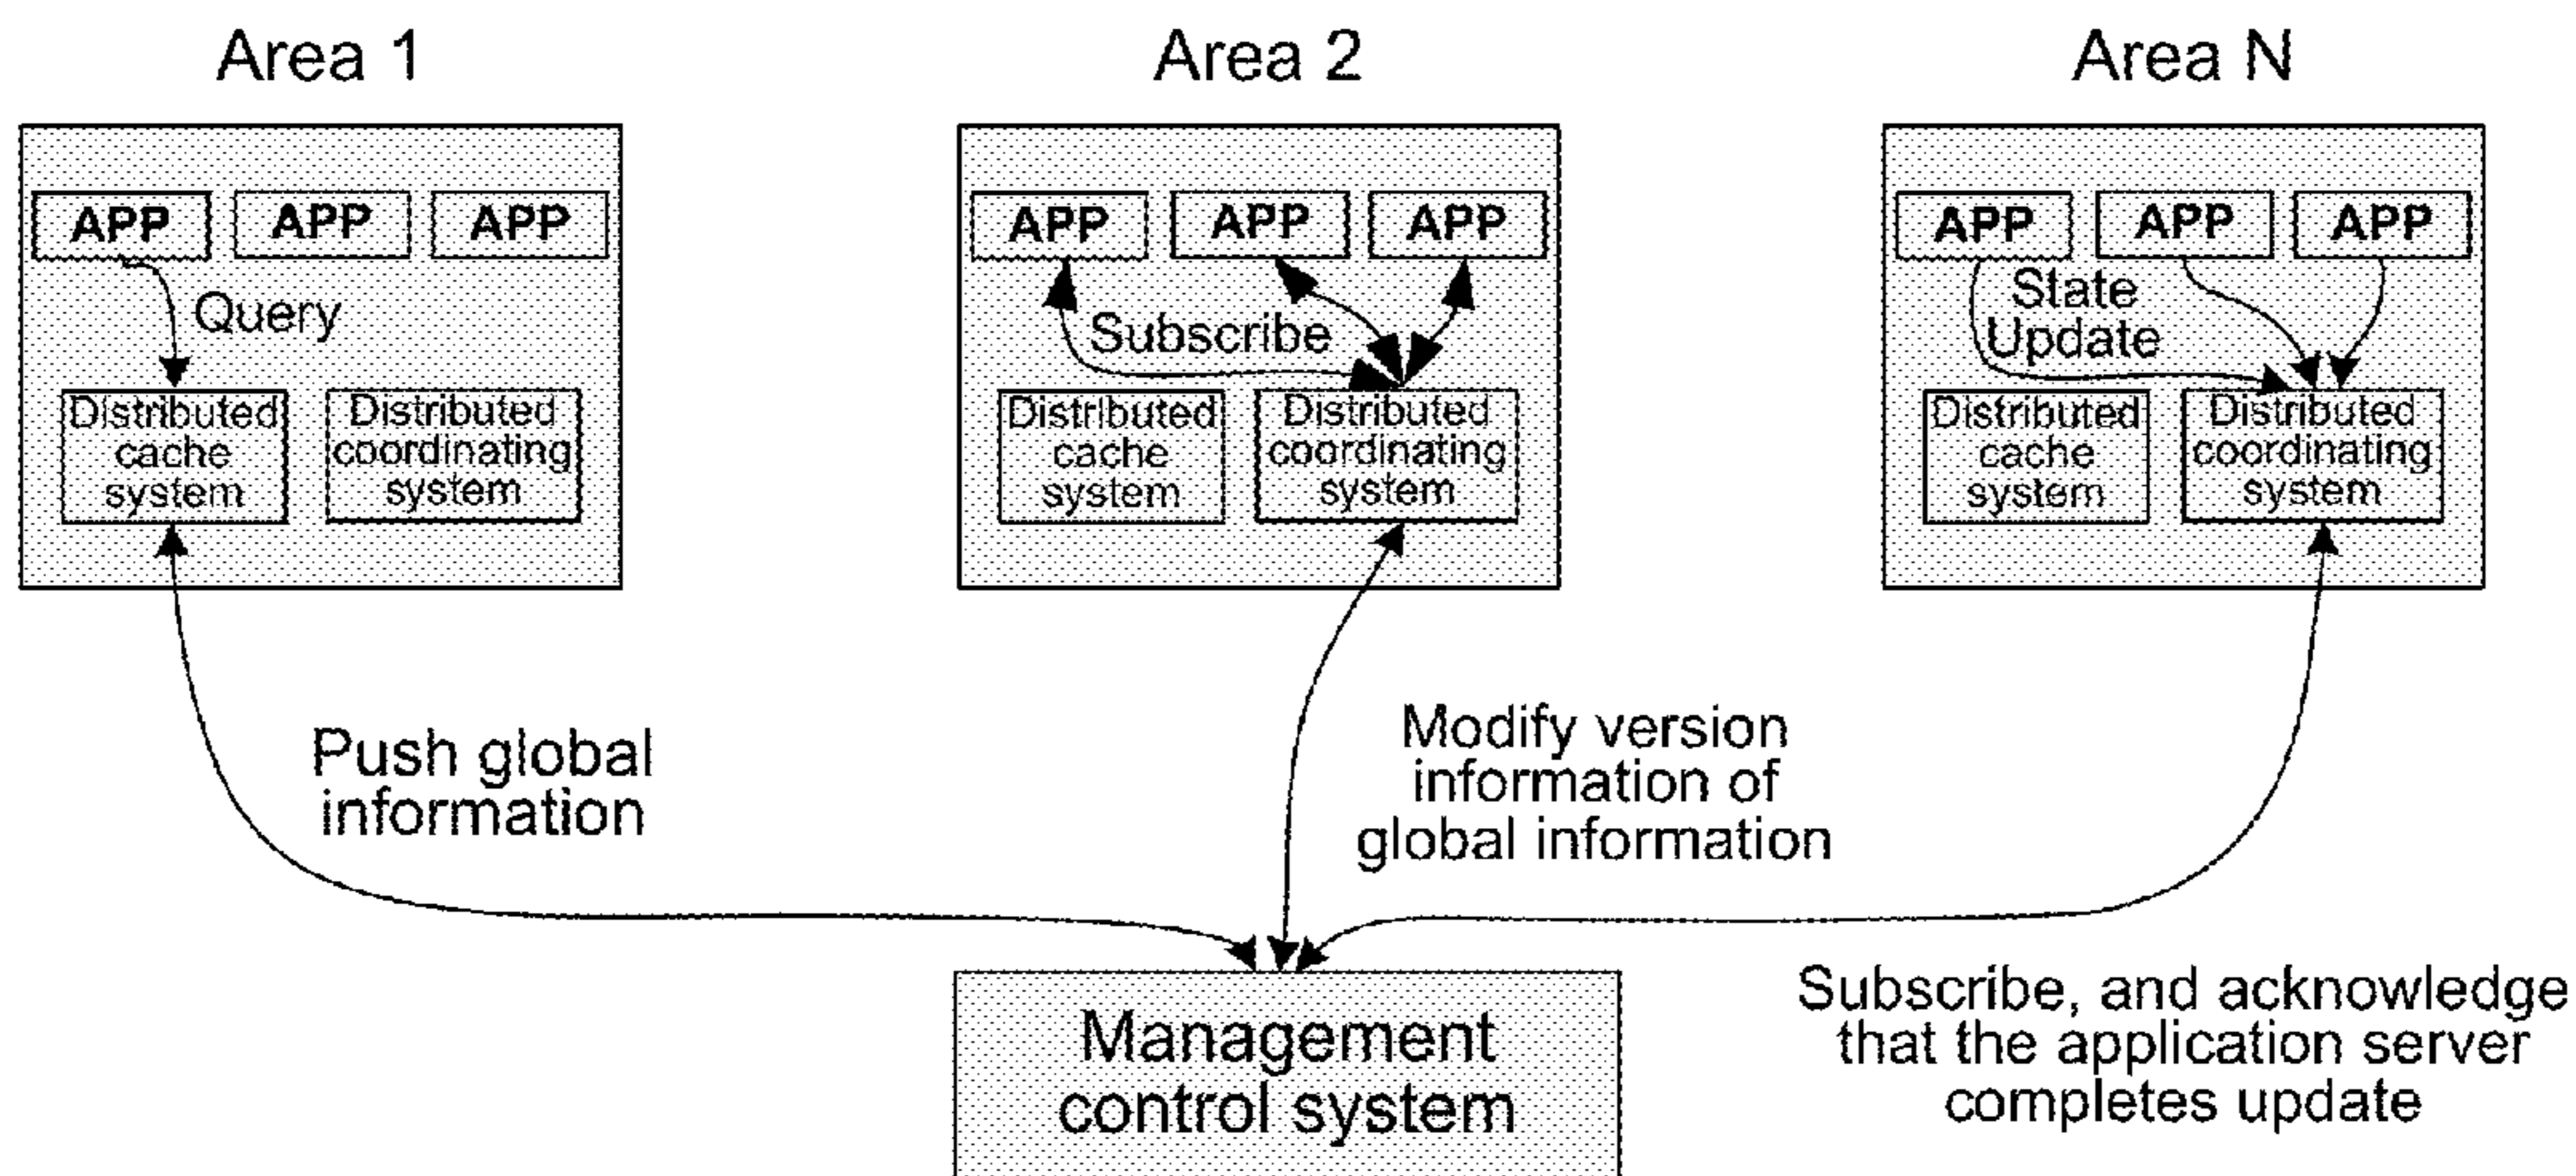 Area 1
Area 2
Area N
APP
APP
APP
Query
Distributed
cache
system
Distributed
coordinating
system
APP
APP
APP
Subscribe
Distributed
cache
system
Distributed
coordinating
system
APP
APP
APP
State
Update
Distributed
cache
system
Distributed
coordinating
system
Push global
information
Modify version
information of
global information
Management
control system
Subscribe, and acknowledge
that the application server
completes update